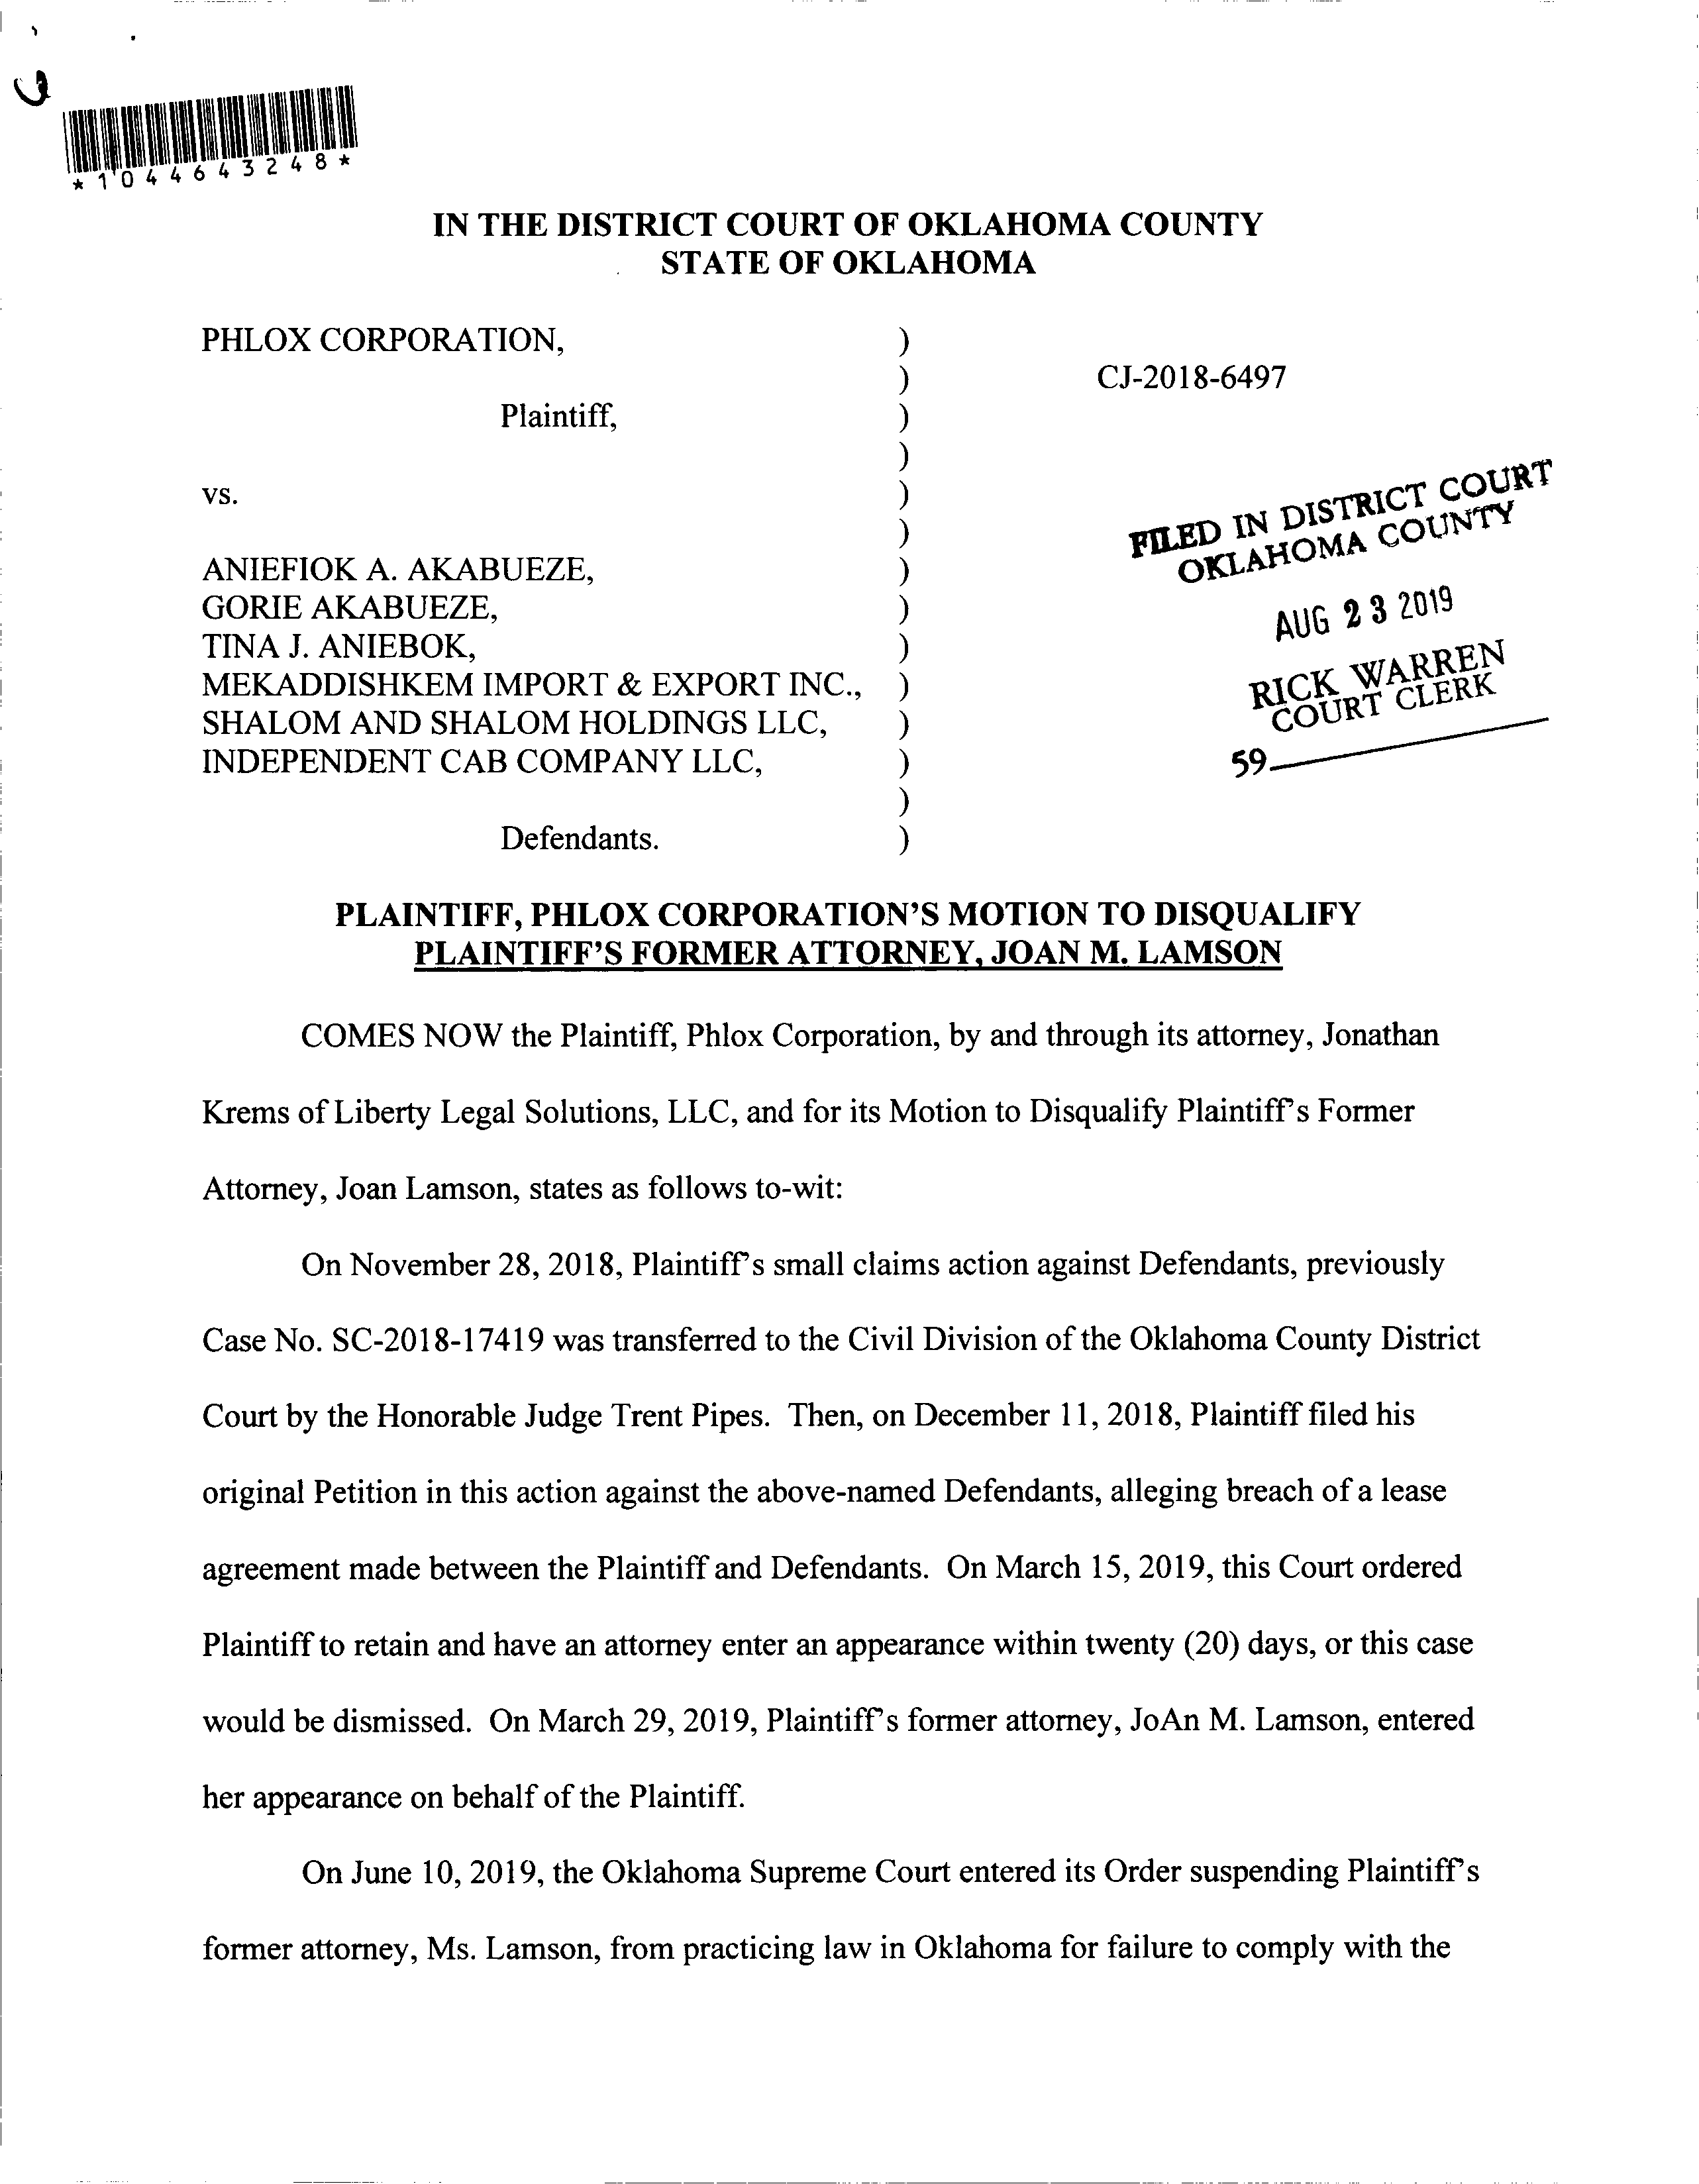 *1044643248*
IN THE DISTRICT COURT OF OKLAHOMA COUNTY
STATE OF OKLAHOMA
PHLOX CORPORATION, )
) CJ-2018-6497
Plaintiff, )
)
vs. )
)
ANIEFIOK A. AKABUEZE, )
GORIE AKABUEZE, )
TINA J. ANIEBOK, )
MEKADDISHKEM IMPORT & EXPORT INC., )
SHALOM AND SHALOM HOLDINGS LLC, )
INDEPENDENT CAB COMPANY LLC, )
)
Defendants. )
FILED IN DISTRICT COURT
OKLAHOMA COUNTY
AUG 23 2019
RICK WARREN
COURT CLERK
59
PLAINTIFF, PHLOX CORPORATION'S MOTION TO DISQUALIFY
PLAINTIFF'S FORMER ATTORNEY, JOAN M. LAMSON
COMES NOW the Plaintiff, Phlox Corporation, by and through its attorney, Jonathan
Krems of Liberty Legal Solutions, LLC, and for its Motion to Disqualify Plaintiff's Former
Attorney, Joan Lamson, states as follows to-wit:
On November 28, 2018, Plaintiff's small claims action against Defendants, previously
Case No. SC-2018-17419 was transferred to the Civil Division of the Oklahoma County District
Court by the Honorable Judge Trent Pipes. Then, on December 11, 2018, Plaintiff filed his
original Petition in this action against the above-named Defendants, alleging breach of a lease
agreement made between the Plaintiff and Defendants. On March 15, 2019, this Court ordered
Plaintiff to retain and have an attorney enter an appearance within twenty (20) days, or this case
would be dismissed. On March 29, 2019, Plaintiff's former attorney, JoAn M. Lamson, entered
her appearance on behalf of the Plaintiff.
On June 10, 2019, the Oklahoma Supreme Court entered its Order suspending Plaintiff's
former attorney, Ms. Lamson, from practicing law in Oklahoma for failure to comply with the